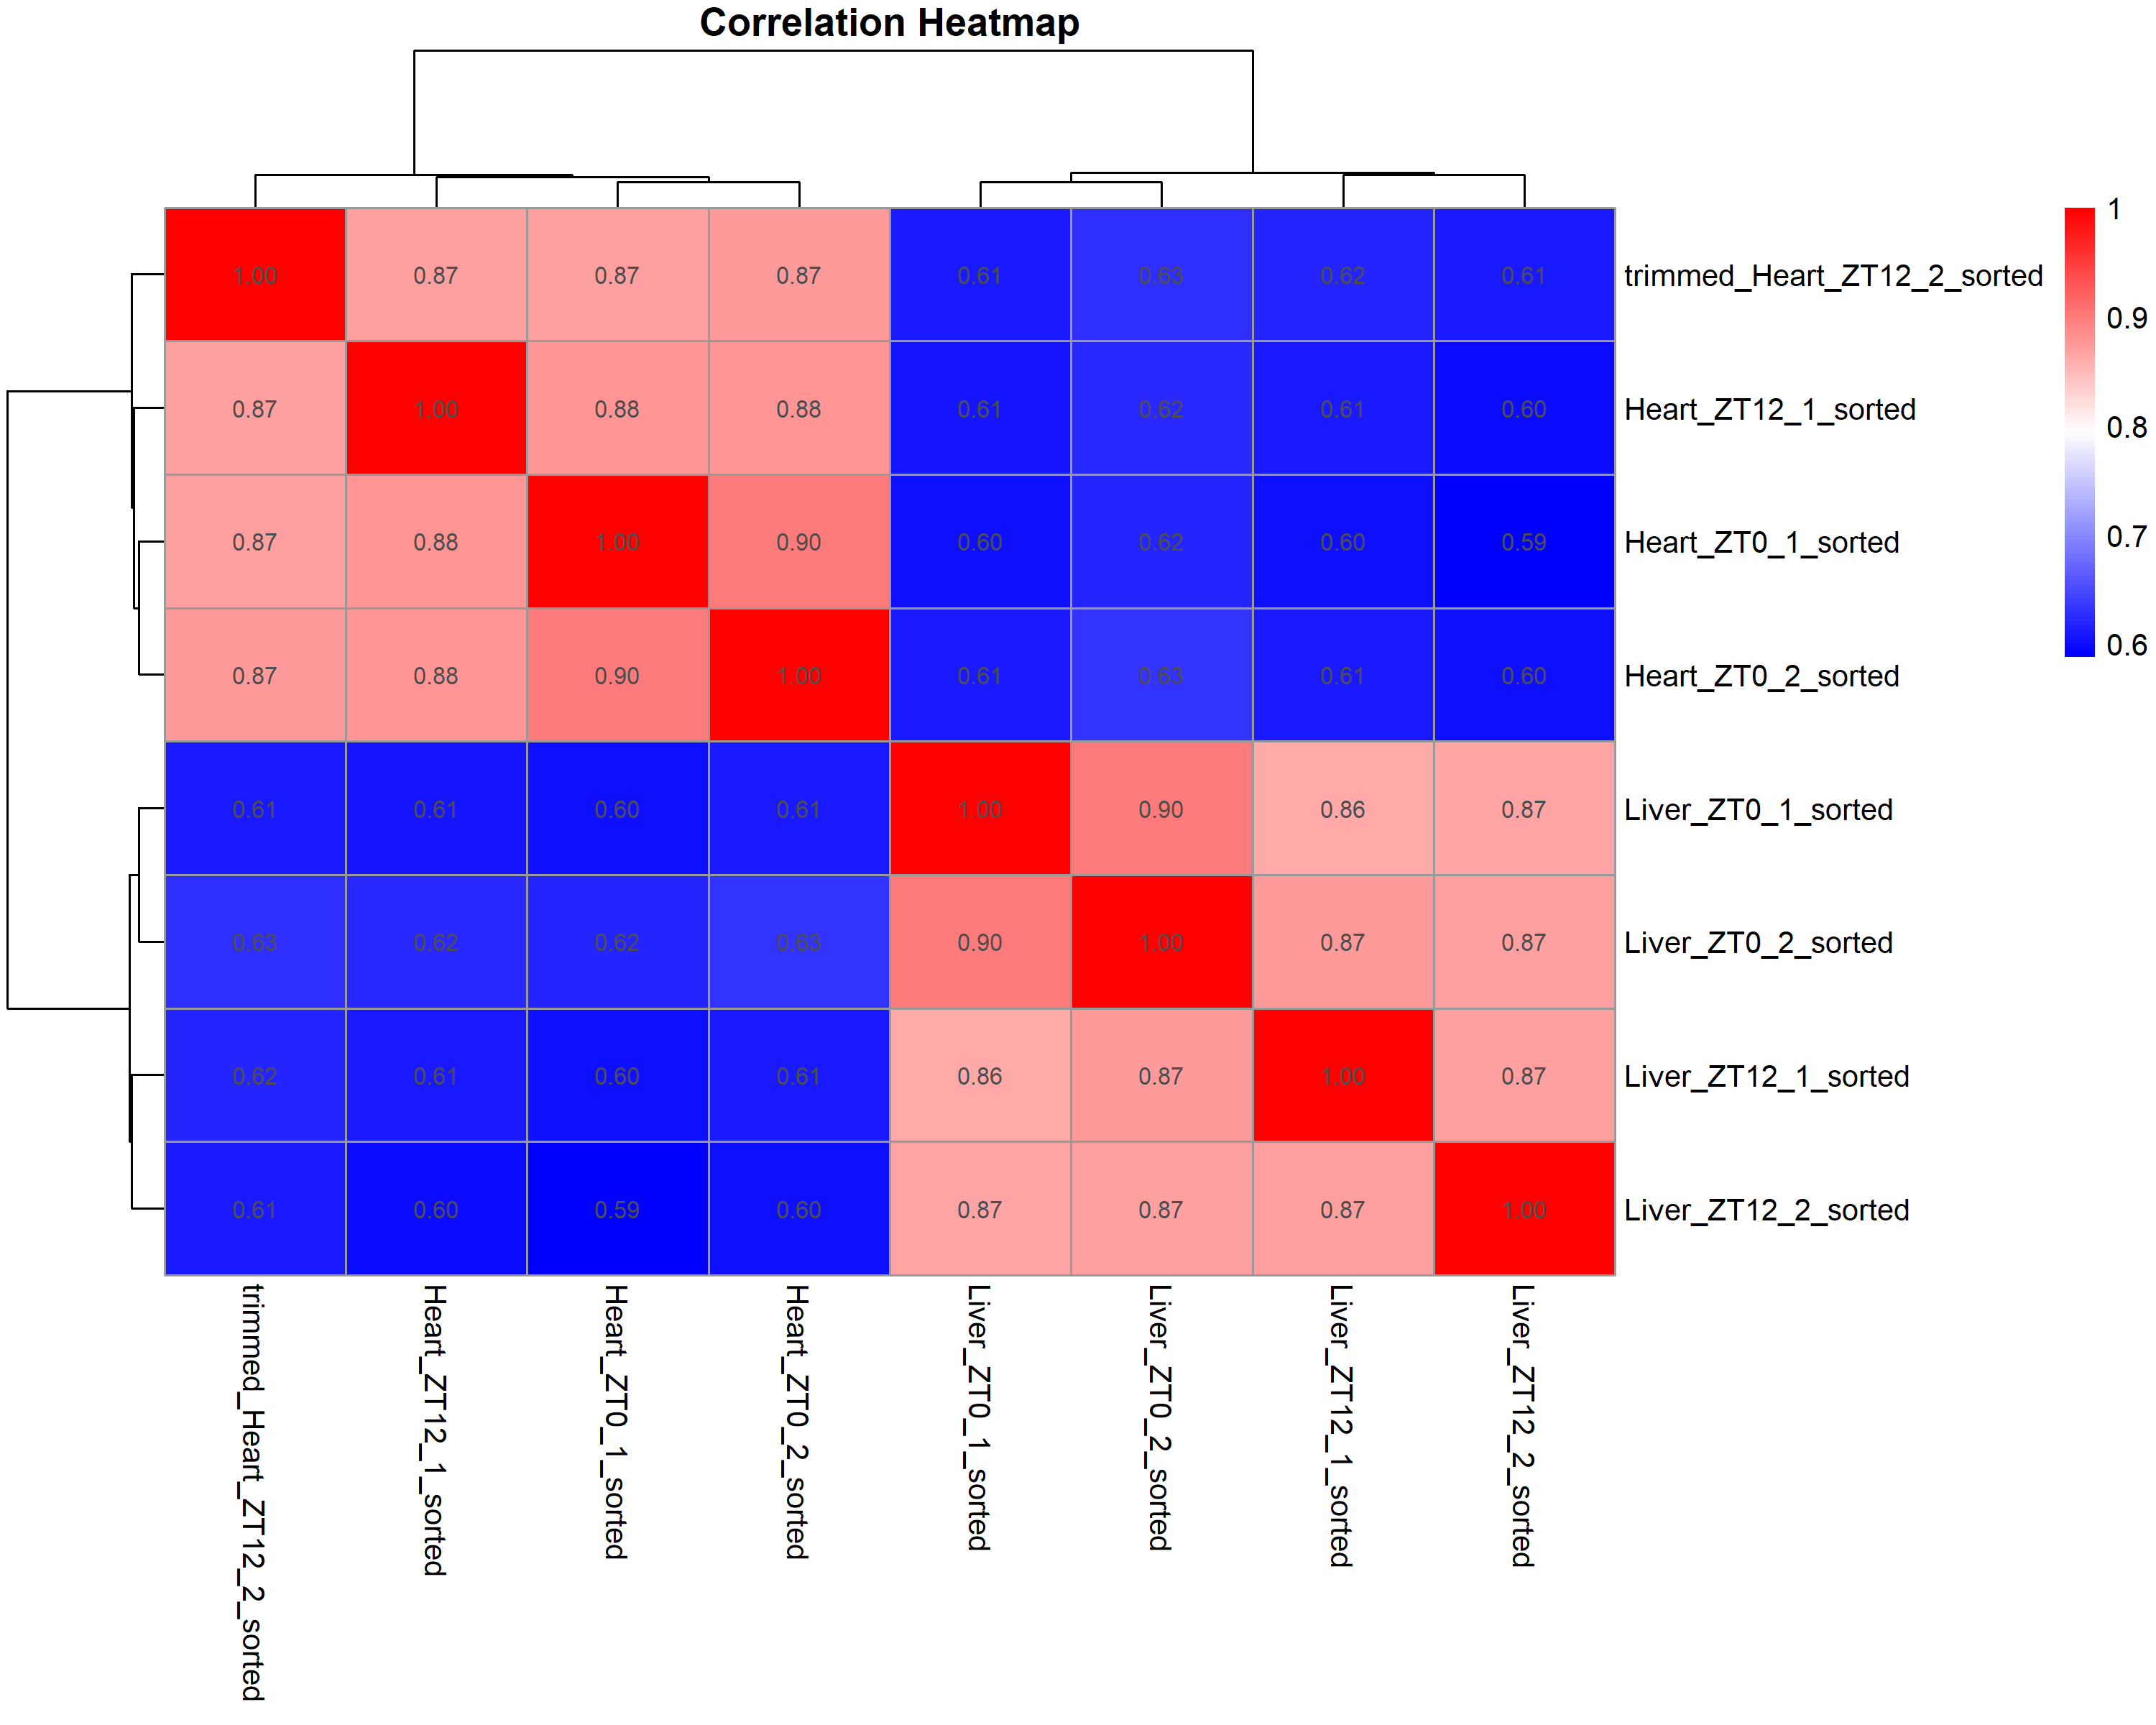 Correlation Heatmap
1.00 0.87 0.87 0.87 0.61 0.63 0.62 0.61 trimmed_Heart_ZT12_2_sorted
0.87 1.00 0.88 0.88 0.61 0.62 0.61 0.60 Heart_ZT12_1_sorted
0.87 0.88 1.00 0.90 0.60 0.62 0.60 0.59 Heart_ZT0_1_sorted
0.87 0.88 0.90 1.00 0.61 0.63 0.61 0.60 Heart_ZT0_2_sorted
0.61 0.61 0.60 0.61 1.00 0.90 0.86 0.87 Liver_ZT0_1_sorted
0.63 0.62 0.62 0.63 0.90 1.00 0.87 0.87 Liver_ZT0_2_sorted
0.62 0.61 0.60 0.61 0.86 0.87 1.00 0.87 Liver_ZT12_1_sorted
0.61 0.60 0.59 0.60 0.87 0.87 0.87 1.00 Liver_ZT12_2_sorted
trimmed_Heart_ZT12_2_sorted
Heart_ZT12_1_sorted
Heart_ZT0_1_sorted
Heart_ZT0_2_sorted
Liver_ZT0_1_sorted
Liver_ZT0_2_sorted
Liver_ZT12_1_sorted
Liver_ZT12_2_sorted
1
0.9
0.8
0.7
0.6